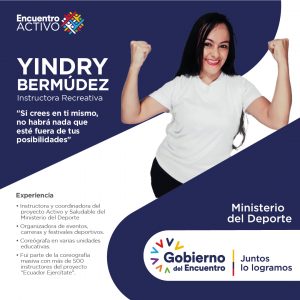 Encuentro
ACTIVO
YINDRY
BERMÚDEZ
Instructora Recreativa
"Si crees en ti mismo,
no habrá nada que
esté fuera de tus
posibilidades"
Experiencia
• Instructora y coordinadora del
proyecto Activo y Saludable del
Ministerio del Deporte
• Organizadora de eventos,
carreras y festivales deportivos.
• Coreógrafa en varias unidades
educativas.
• Fui parte de la coreografía
masiva con más de 500
instructores del proyecto
"Ecuador Ejercítate".
Ministerio
del Deporte
Gobierno
del Encuentro
Juntos
lo logramos